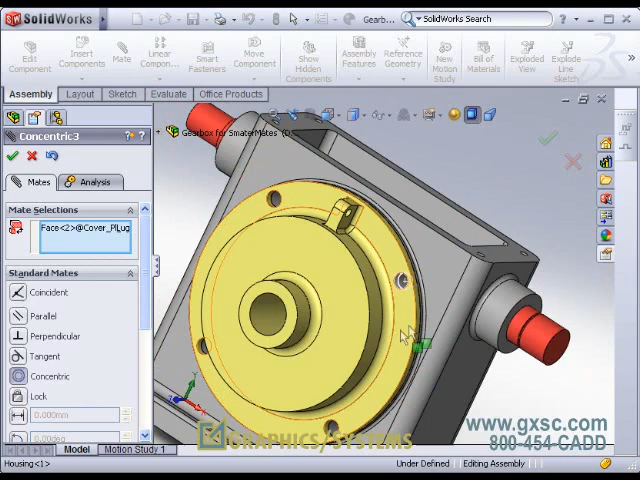 SolidWorks
Gearb...
SolidWorks Search
Edit Component
Insert Components
Mate
Linear Compon...
Smart Fasteners
Move Component
Show Hidden Components
Assembly Features
Reference Geometry
New Motion Study
Bill of Materials
Exploded View
Explode Line Sketch
Assembly
Layout
Sketch
Evaluate
Office Products
Concentric3
Gearbox for SmaterMates (D
Mates
Analysis
Mate Selections
Face<2>@Cover_PlLug
Standard Mates
Coincident
Parallel
Perpendicular
Tangent
Concentric
Lock
0.000mm
0.00deg
www.gxsc.com
GRAPHICS/SYSTEMS
800-454-CADD
Model
Motion Study 1
Housing<1>
Under Defined
Editing Assembly